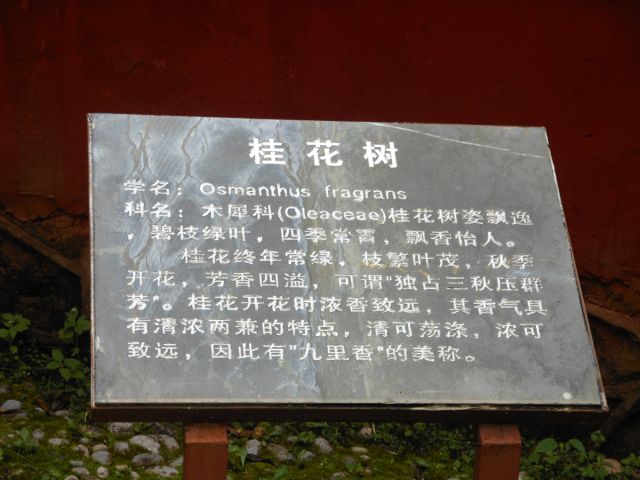 桂花树
学名：Osmanthus fragrans
科名：木犀科(Oleaceae)桂花树姿飘逸
，碧枝绿叶，四季常青，飘香怡人。
桂花终年常绿，枝繁叶茂，秋季
开花，芳香四溢，可谓"独占三秋压群
芳"。桂花开花时浓香致远，其香气具
有清浓两兼的特点，清可荡涤，浓可
致远，因此有"九里香"的美称。